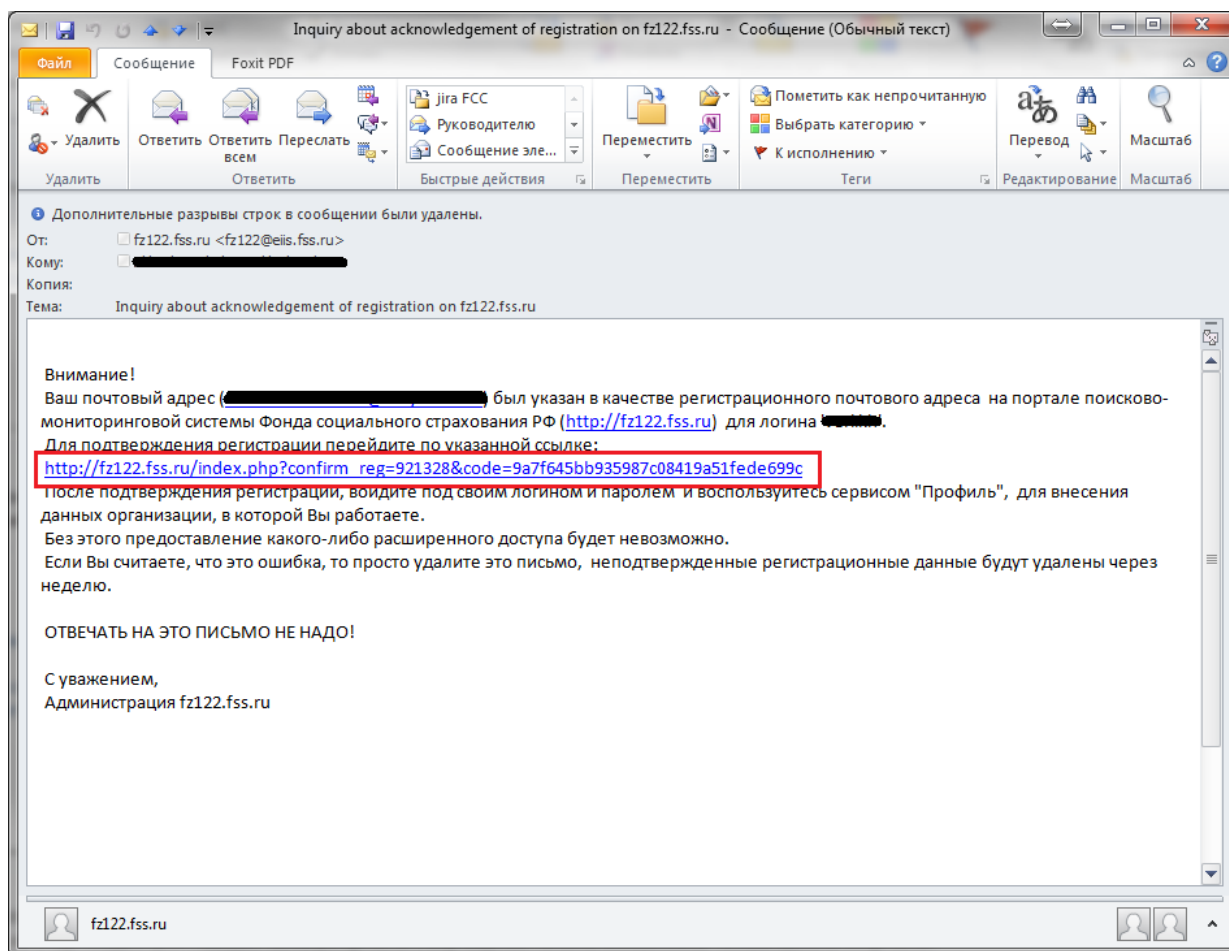 Inquiry about acknowledgement of registration on fz122.fss.ru - Сообщение (Обычный текст)
Файл Сообщение Foxit PDF
jira FCC
Руководителю
Сообщение эле...
Пометить как непрочитанную
Выбрать категорию
К исполнению
Удалить Ответить Ответить всем Переслать Переместить Перевод Масштаб
Удалить Ответить Быстрые действия Переместить Теги Редактирование Масштаб
Дополнительные разрывы строк в сообщении были удалены.
От: fz122.fss.ru <fz122@eiis.fss.ru>
Кому:
Копия:
Тема: Inquiry about acknowledgement of registration on fz122.fss.ru
Внимание!
Ваш почтовый адрес ( ) был указан в качестве регистрационного почтового адреса на портале поисково-
мониторинговой системы Фонда социального страхования РФ (http://fz122.fss.ru) для логина ' '.
Для подтверждения регистрации перейдите по указанной ссылке:
http://fz122.fss.ru/index.php?confirm_reg=921328&code=9a7f645bb935987c08419a51fede699c
После подтверждения регистрации, войдите под своим логином и паролем и воспользуйтесь сервисом "Профиль", для внесения
данных организации, в которой Вы работаете.
Без этого предоставление какого-либо расширенного доступа будет невозможно.
Если Вы считаете, что это ошибка, то просто удалите это письмо, неподтвержденные регистрационные данные будут удалены через
неделю.
ОТВЕЧАТЬ НА ЭТО ПИСЬМО НЕ НАДО!
С уважением,
Администрация fz122.fss.ru
fz122.fss.ru